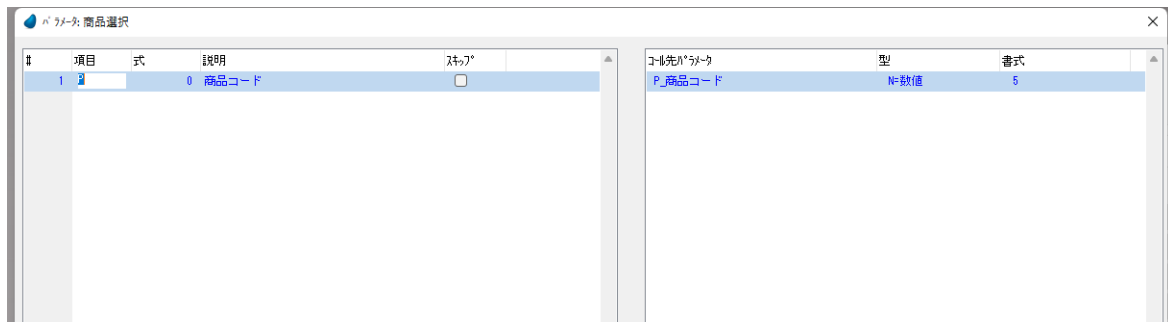 ﾊﾟﾗﾒｰﾀ: 商品選択
# 項目 式 説明 ｽｷｯﾌﾟ
1 P 0 商品コード
ｺｰﾙ先ﾊﾟﾗﾒｰﾀ 型 書式
P_商品コード N=数値 5